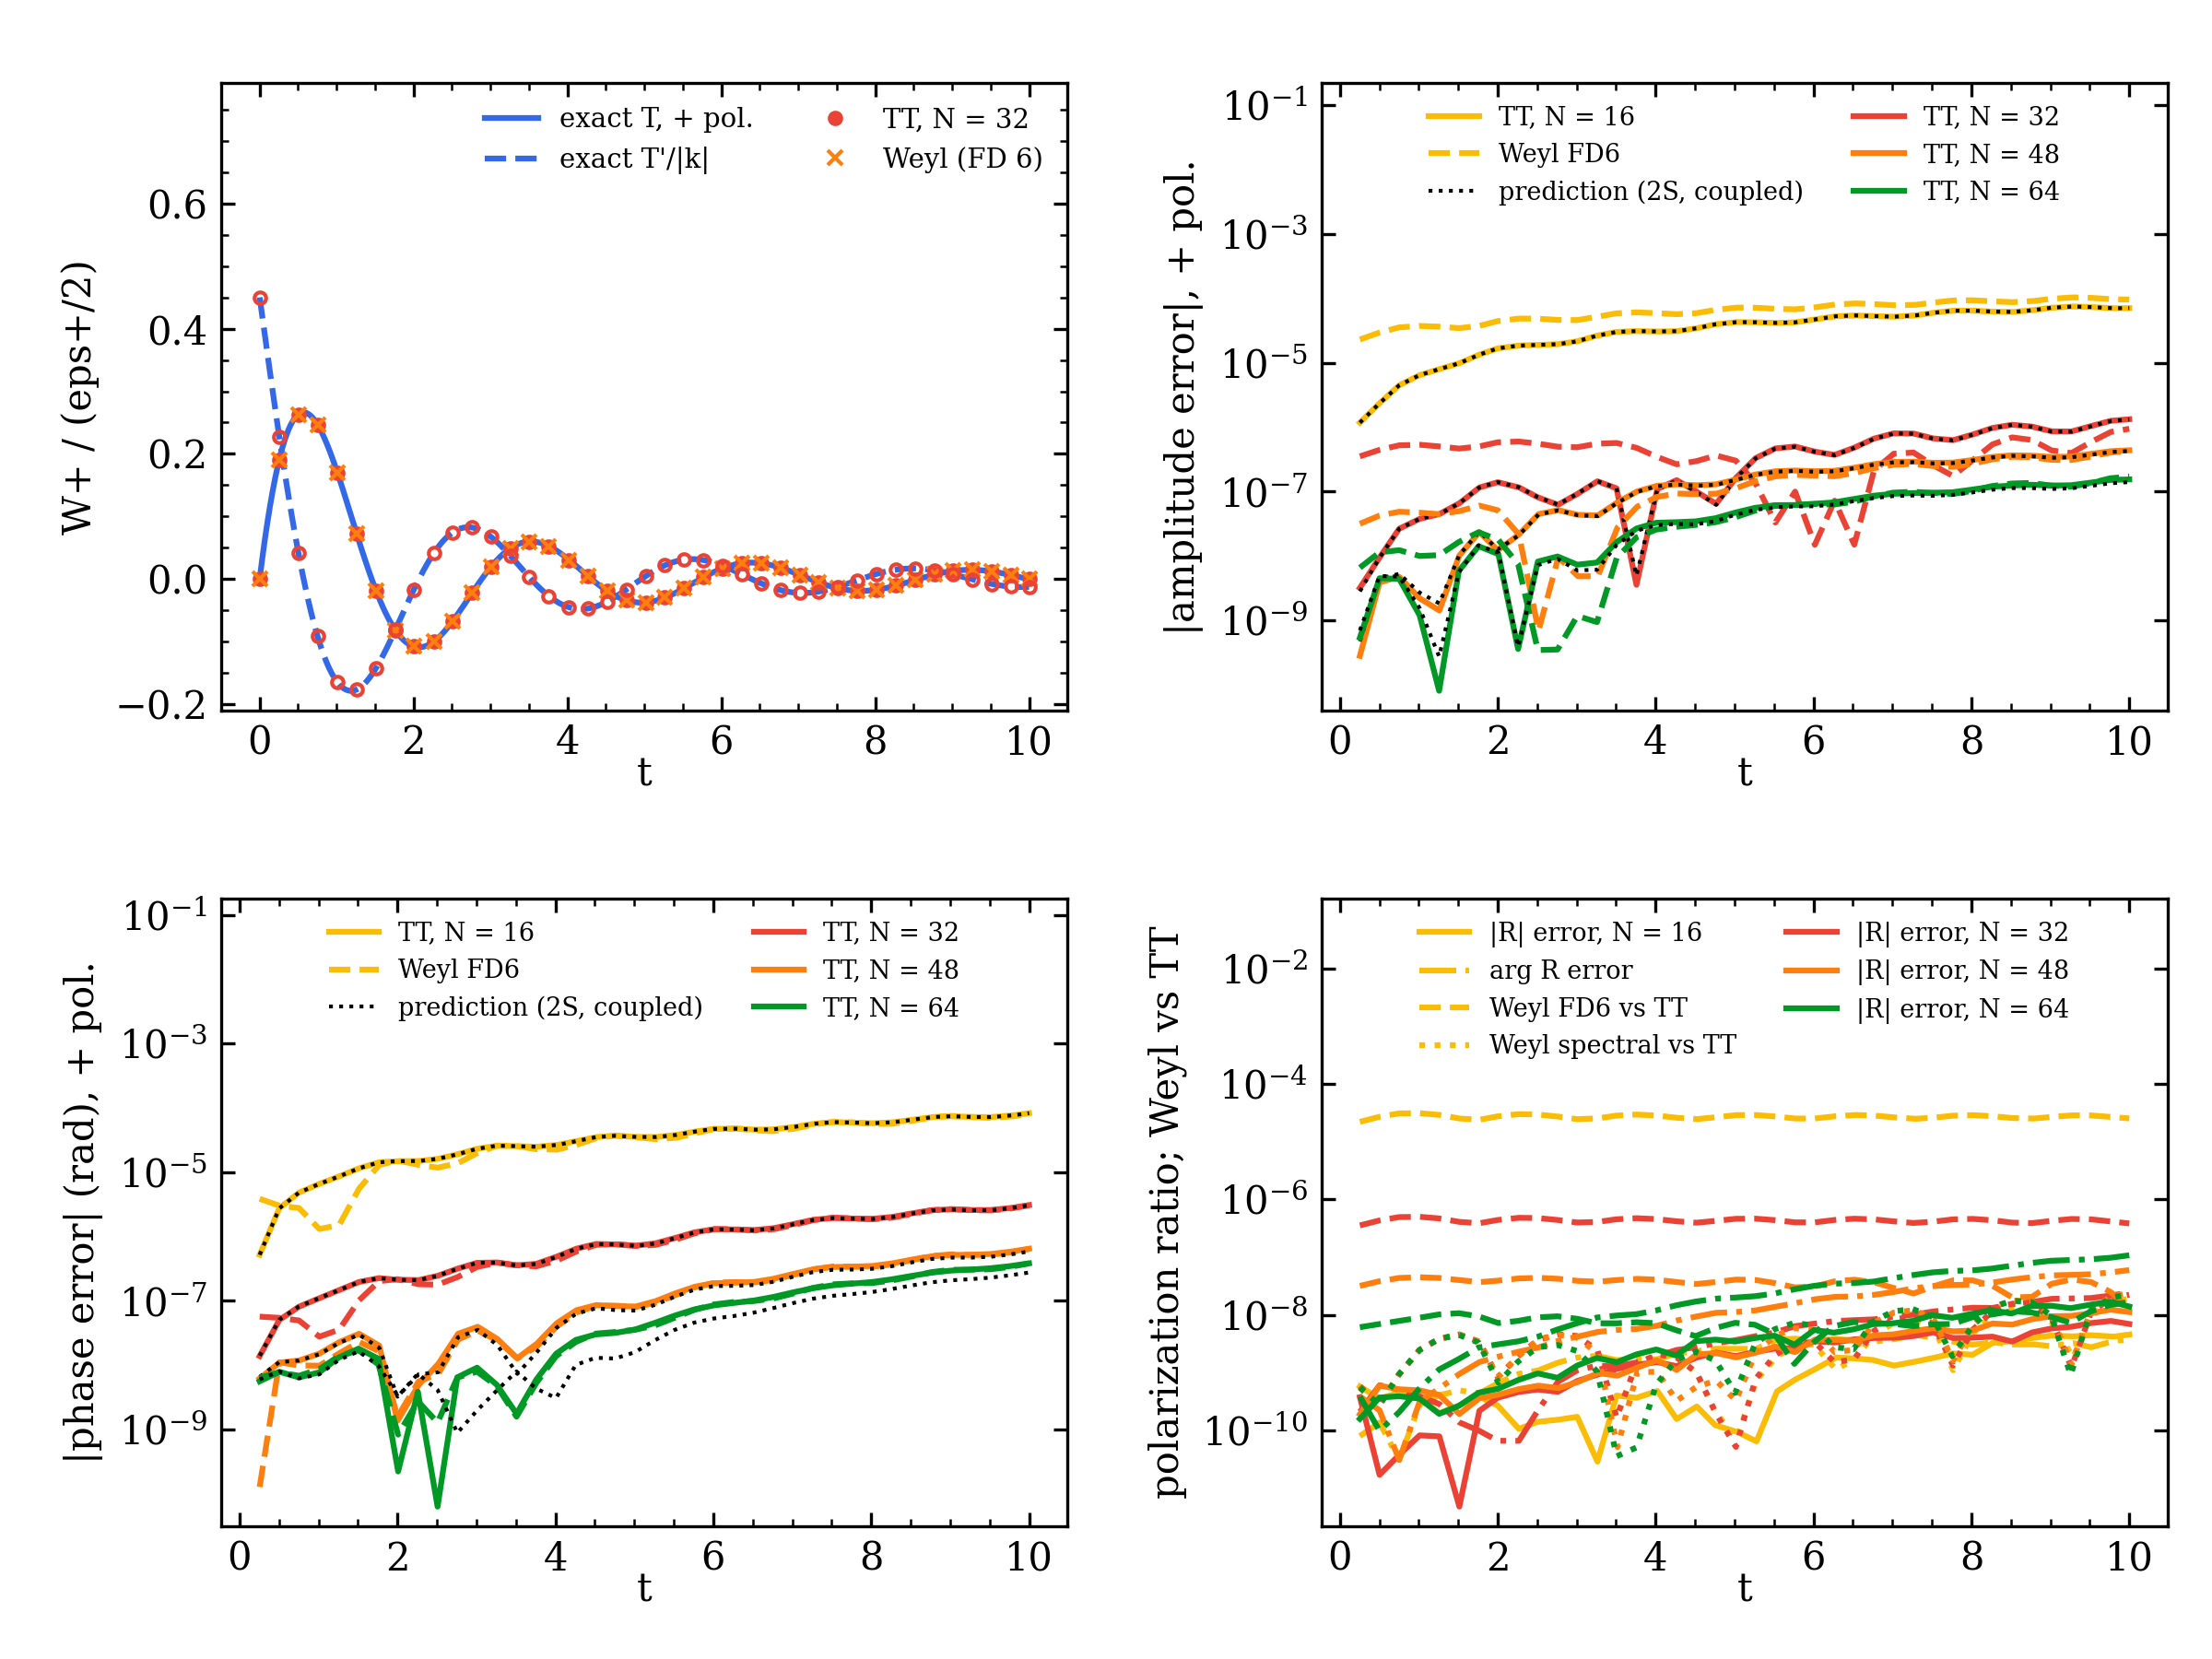 W+ / (eps+/2)
exact T, + pol.
exact T'/|k|
TT, N = 32
Weyl (FD 6)
0.6
0.4
0.2
0.0
−0.2
0 2 4 6 8 10
t
|amplitude error|, + pol.
TT, N = 16
Weyl FD6
prediction (2S, coupled)
TT, N = 32
TT, N = 48
TT, N = 64
10⁻¹
10⁻³
10⁻⁵
10⁻⁷
10⁻⁹
0 2 4 6 8 10
t
|phase error| (rad), + pol.
TT, N = 16
Weyl FD6
prediction (2S, coupled)
TT, N = 32
TT, N = 48
TT, N = 64
10⁻¹
10⁻³
10⁻⁵
10⁻⁷
10⁻⁹
0 2 4 6 8 10
t
polarization ratio; Weyl vs TT
|R| error, N = 16
arg R error
Weyl FD6 vs TT
Weyl spectral vs TT
|R| error, N = 32
|R| error, N = 48
|R| error, N = 64
10⁻²
10⁻⁴
10⁻⁶
10⁻⁸
10⁻¹⁰
0 2 4 6 8 10
t